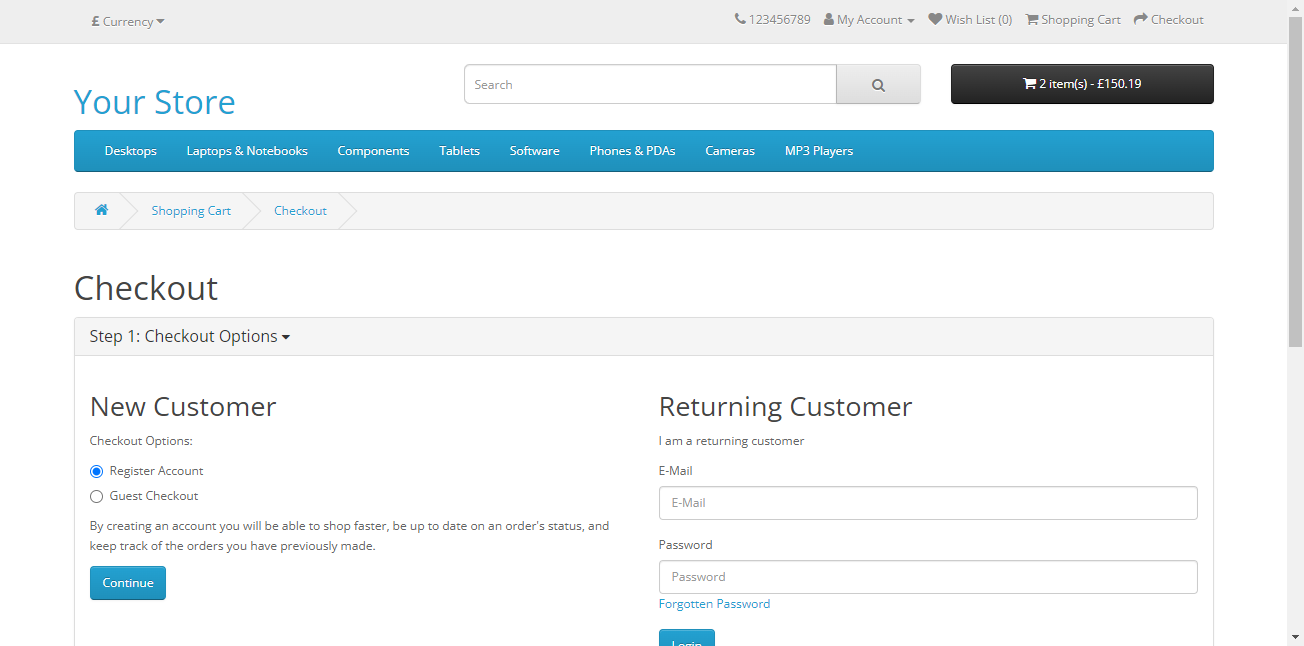 £ Currency
123456789 My Account Wish List (0) Shopping Cart Checkout
Your Store
Search
2 item(s) - £150.19
Desktops Laptops & Notebooks Components Tablets Software Phones & PDAs Cameras MP3 Players
Shopping Cart Checkout
Checkout
Step 1: Checkout Options
New Customer
Checkout Options:
Register Account
Guest Checkout
By creating an account you will be able to shop faster, be up to date on an order's status, and
keep track of the orders you have previously made.
Continue
Returning Customer
I am a returning customer
E-Mail
E-Mail
Password
Password
Forgotten Password
Login